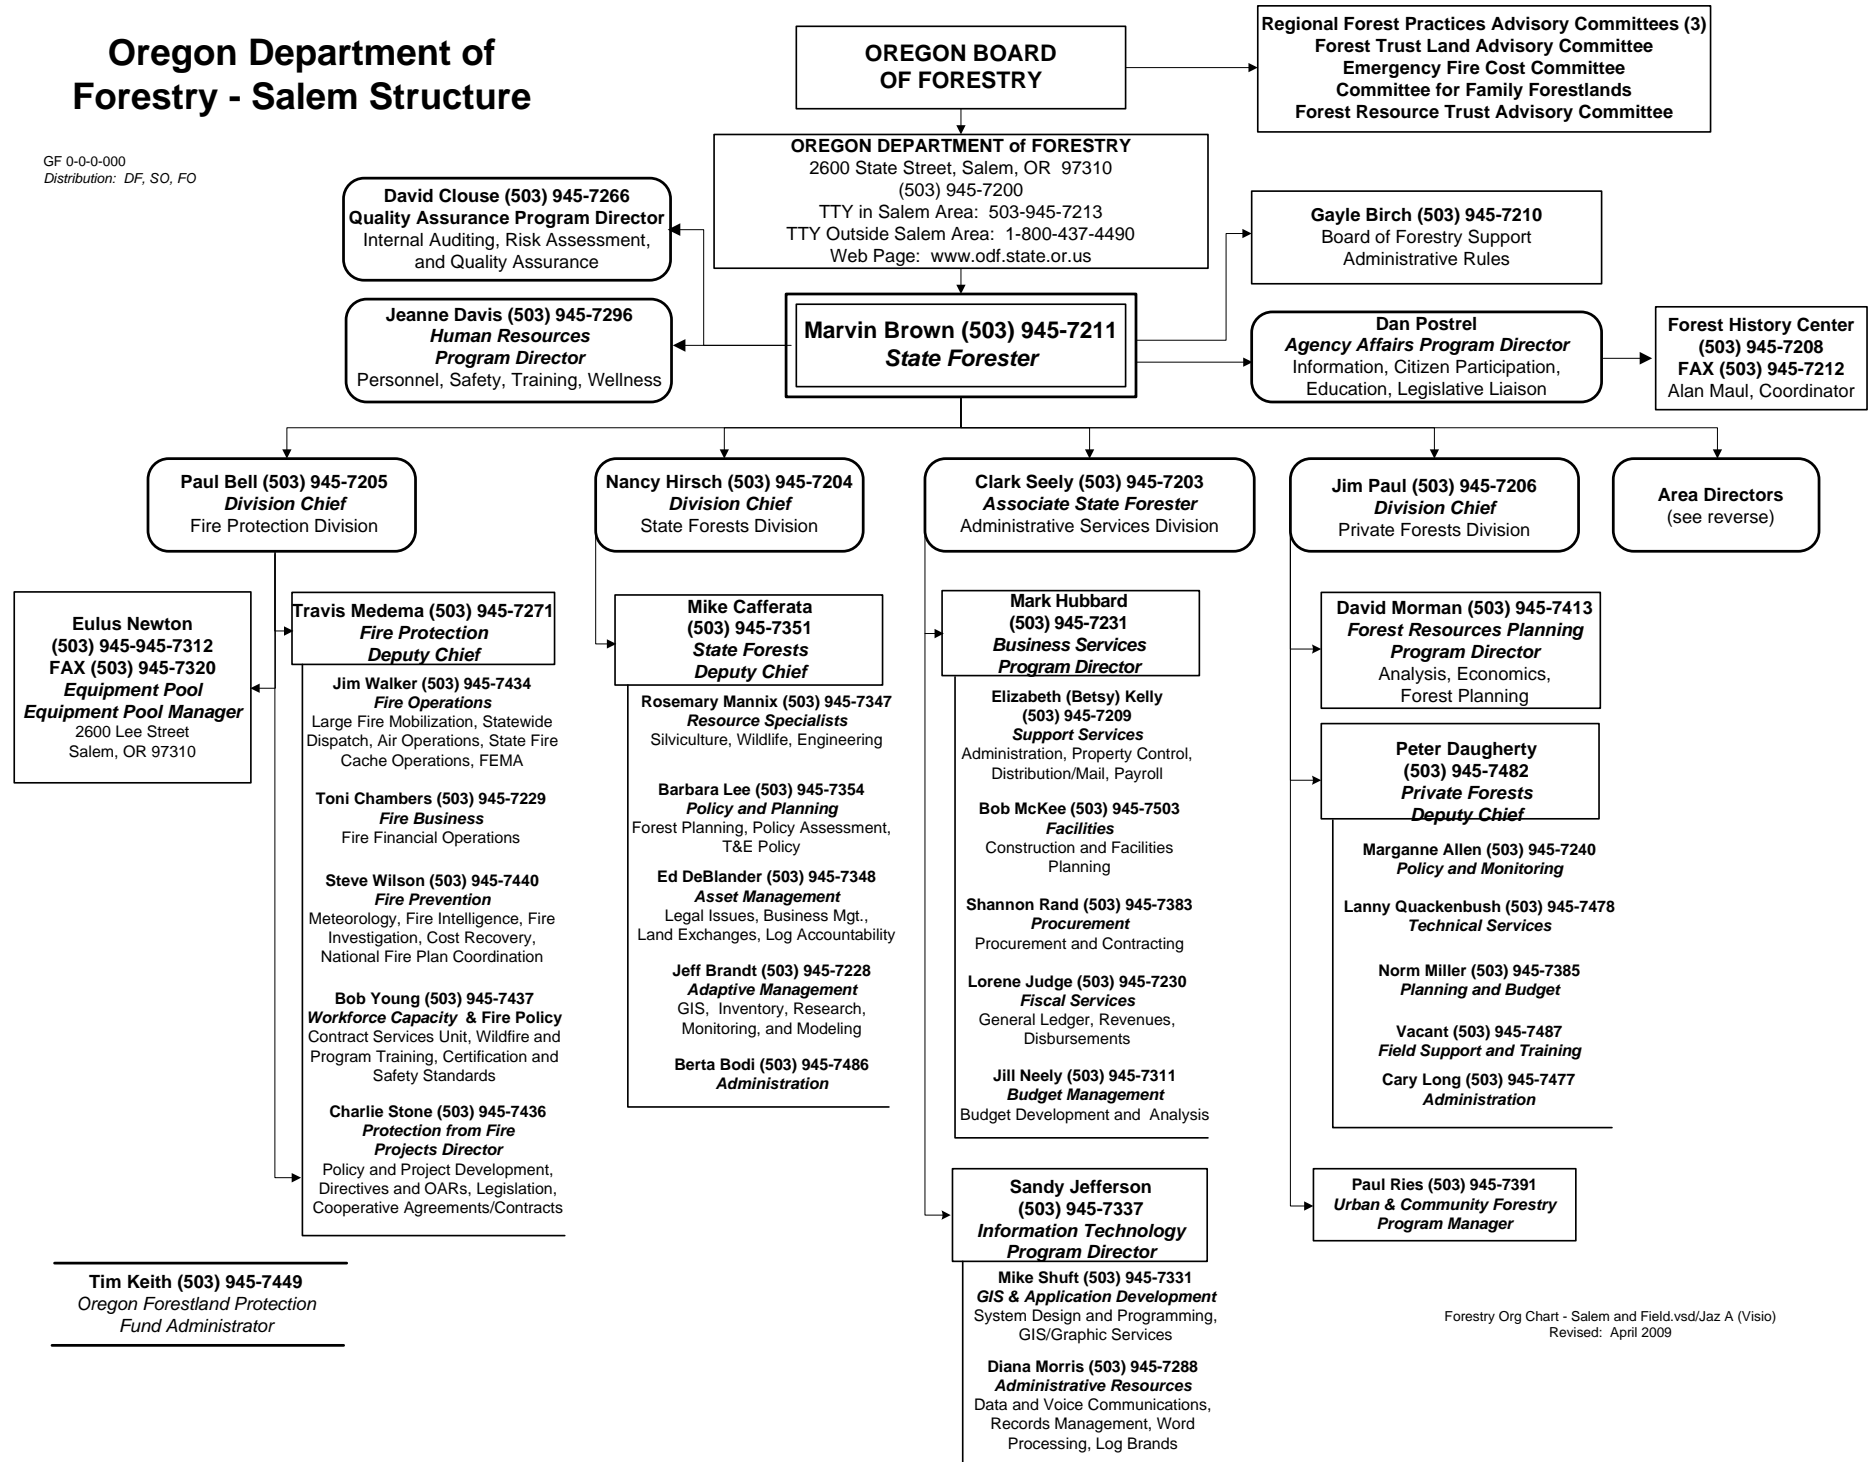 Oregon Department of
Forestry - Salem Structure
GF 0-0-0-000
Distribution: DF, SO, FO
OREGON BOARD
OF FORESTRY
Regional Forest Practices Advisory Committees (3)
Forest Trust Land Advisory Committee
Emergency Fire Cost Committee
Committee for Family Forestlands
Forest Resource Trust Advisory Committee
OREGON DEPARTMENT of FORESTRY
2600 State Street, Salem, OR 97310
(503) 945-7200
TTY in Salem Area: 503-945-7213
TTY Outside Salem Area: 1-800-437-4490
Web Page: www.odf.state.or.us
David Clouse (503) 945-7266
Quality Assurance Program Director
Internal Auditing, Risk Assessment,
and Quality Assurance
Gayle Birch (503) 945-7210
Board of Forestry Support
Administrative Rules
Jeanne Davis (503) 945-7296
Human Resources
Program Director
Personnel, Safety, Training, Wellness
Marvin Brown (503) 945-7211
State Forester
Dan Postrel
Agency Affairs Program Director
Information, Citizen Participation,
Education, Legislative Liaison
Forest History Center
(503) 945-7208
FAX (503) 945-7212
Alan Maul, Coordinator
Paul Bell (503) 945-7205
Division Chief
Fire Protection Division
Nancy Hirsch (503) 945-7204
Division Chief
State Forests Division
Clark Seely (503) 945-7203
Associate State Forester
Administrative Services Division
Jim Paul (503) 945-7206
Division Chief
Private Forests Division
Area Directors
(see reverse)
Eulus Newton
(503) 945-945-7312
FAX (503) 945-7320
Equipment Pool
Equipment Pool Manager
2600 Lee Street
Salem, OR 97310
Travis Medema (503) 945-7271
Fire Protection
Deputy Chief
Jim Walker (503) 945-7434
Fire Operations
Large Fire Mobilization, Statewide
Dispatch, Air Operations, State Fire
Cache Operations, FEMA
Toni Chambers (503) 945-7229
Fire Business
Fire Financial Operations
Steve Wilson (503) 945-7440
Fire Prevention
Meteorology, Fire Intelligence, Fire
Investigation, Cost Recovery,
National Fire Plan Coordination
Bob Young (503) 945-7437
Workforce Capacity & Fire Policy
Contract Services Unit, Wildfire and
Program Training, Certification and
Safety Standards
Charlie Stone (503) 945-7436
Protection from Fire
Projects Director
Policy and Project Development,
Directives and OARs, Legislation,
Cooperative Agreements/Contracts
Tim Keith (503) 945-7449
Oregon Forestland Protection
Fund Administrator
Mike Cafferata
(503) 945-7351
State Forests
Deputy Chief
Rosemary Mannix (503) 945-7347
Resource Specialists
Silviculture, Wildlife, Engineering
Barbara Lee (503) 945-7354
Policy and Planning
Forest Planning, Policy Assessment,
T&E Policy
Ed DeBlander (503) 945-7348
Asset Management
Legal Issues, Business Mgt.,
Land Exchanges, Log Accountability
Jeff Brandt (503) 945-7228
Adaptive Management
GIS, Inventory, Research,
Monitoring, and Modeling
Berta Bodi (503) 945-7486
Administration
Mark Hubbard
(503) 945-7231
Business Services
Program Director
Elizabeth (Betsy) Kelly
(503) 945-7209
Support Services
Administration, Property Control,
Distribution/Mail, Payroll
Bob McKee (503) 945-7503
Facilities
Construction and Facilities
Planning
Shannon Rand (503) 945-7383
Procurement
Procurement and Contracting
Lorene Judge (503) 945-7230
Fiscal Services
General Ledger, Revenues,
Disbursements
Jill Neely (503) 945-7311
Budget Management
Budget Development and Analysis
Sandy Jefferson
(503) 945-7337
Information Technology
Program Director
Mike Shuft (503) 945-7331
GIS & Application Development
System Design and Programming,
GIS/Graphic Services
Diana Morris (503) 945-7288
Administrative Resources
Data and Voice Communications,
Records Management, Word
Processing, Log Brands
David Morman (503) 945-7413
Forest Resources Planning
Program Director
Analysis, Economics,
Forest Planning
Peter Daugherty
(503) 945-7482
Private Forests
Deputy Chief
Marganne Allen (503) 945-7240
Policy and Monitoring
Lanny Quackenbush (503) 945-7478
Technical Services
Norm Miller (503) 945-7385
Planning and Budget
Vacant (503) 945-7487
Field Support and Training
Cary Long (503) 945-7477
Administration
Paul Ries (503) 945-7391
Urban & Community Forestry
Program Manager
Forestry Org Chart - Salem and Field.vsd/Jaz A (Visio)
Revised: April 2009